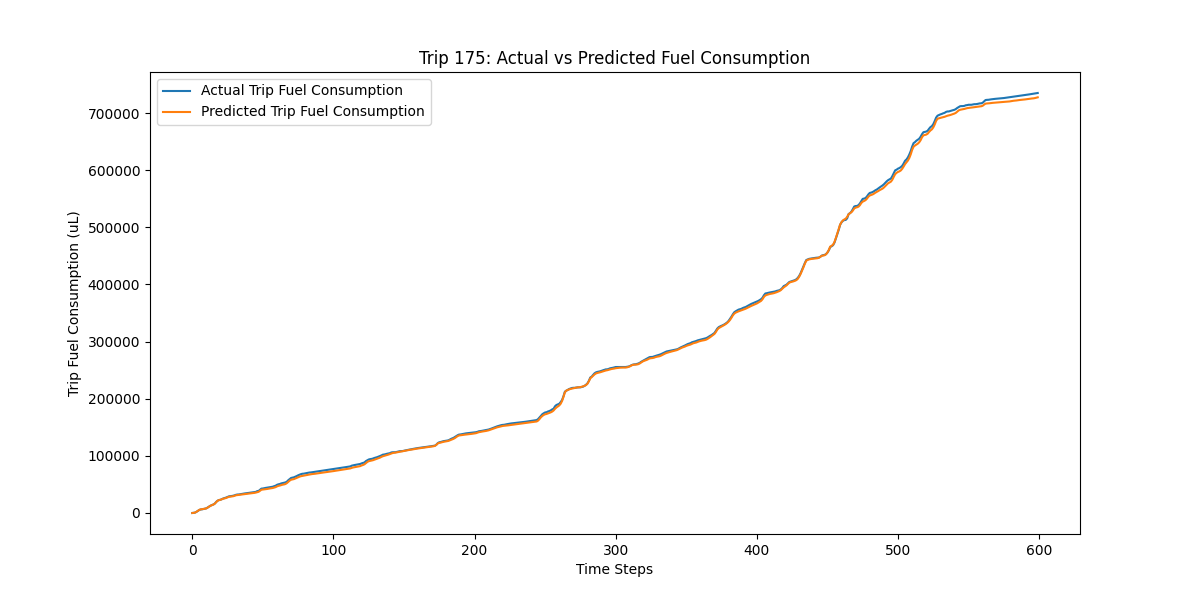 Trip 175: Actual vs Predicted Fuel Consumption
Actual Trip Fuel Consumption
Predicted Trip Fuel Consumption
Trip Fuel Consumption (uL)
700000
600000
500000
400000
300000
200000
100000
0
0 100 200 300 400 500 600
Time Steps